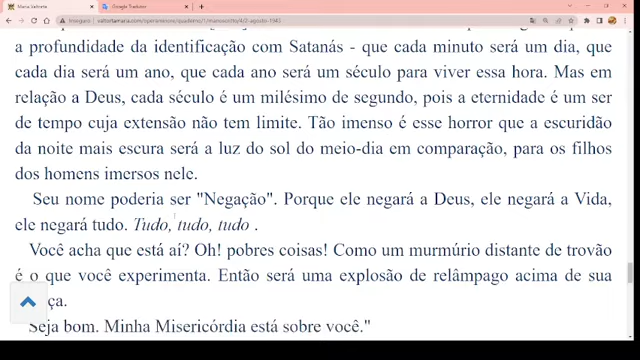 Maria Valtorta
Google Tradutor
Inseguro | valtortamaria.com/operaminore/quaderni/1/manuscritto/4/2-agosto-1943
a profundidade da identificação com Satanás - que cada minuto será um dia, que
cada dia será um ano, que cada ano será um século para viver essa hora. Mas em
relação a Deus, cada século é um milésimo de segundo, pois a eternidade é um ser
de tempo cuja extensão não tem limite. Tão imenso é esse horror que a escuridão
da noite mais escura será a luz do sol do meio-dia em comparação, para os filhos
dos homens imersos nele.
Seu nome poderia ser "Negação". Porque ele negará a Deus, ele negará a Vida,
ele negará tudo. Tudo, tudo, tudo .
Você acha que está aí? Oh! pobres coisas! Como um murmúrio distante de trovão
é o que você experimenta. Então será uma explosão de relâmpago acima de sua
ça.
Seja bom. Minha Misericórdia está sobre você."